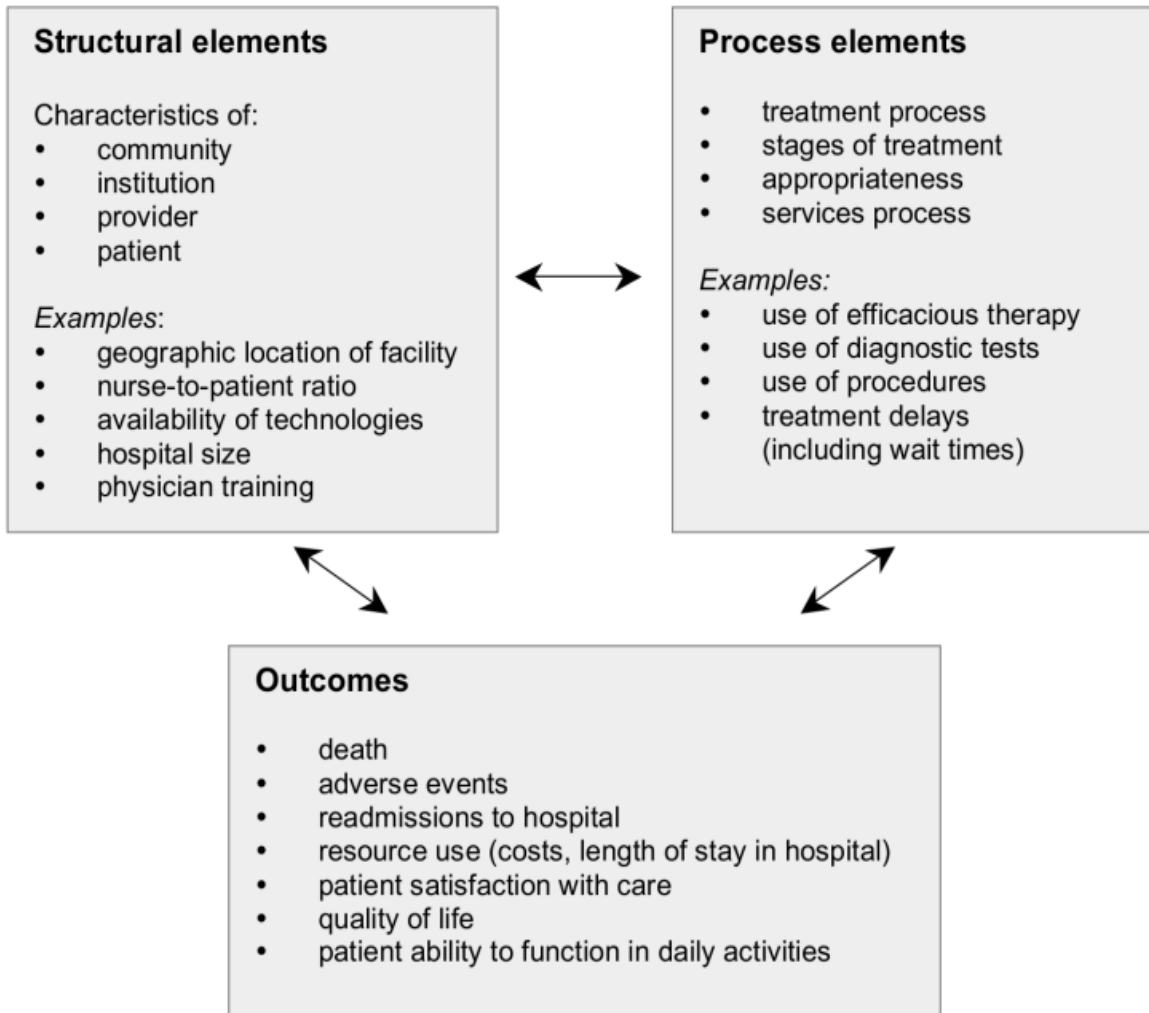 Structural elements
Characteristics of:
• community
• institution
• provider
• patient
Examples:
• geographic location of facility
• nurse-to-patient ratio
• availability of technologies
• hospital size
• physician training
Process elements
• treatment process
• stages of treatment
• appropriateness
• services process
Examples:
• use of efficacious therapy
• use of diagnostic tests
• use of procedures
• treatment delays
(including wait times)
Outcomes
• death
• adverse events
• readmissions to hospital
• resource use (costs, length of stay in hospital)
• patient satisfaction with care
• quality of life
• patient ability to function in daily activities